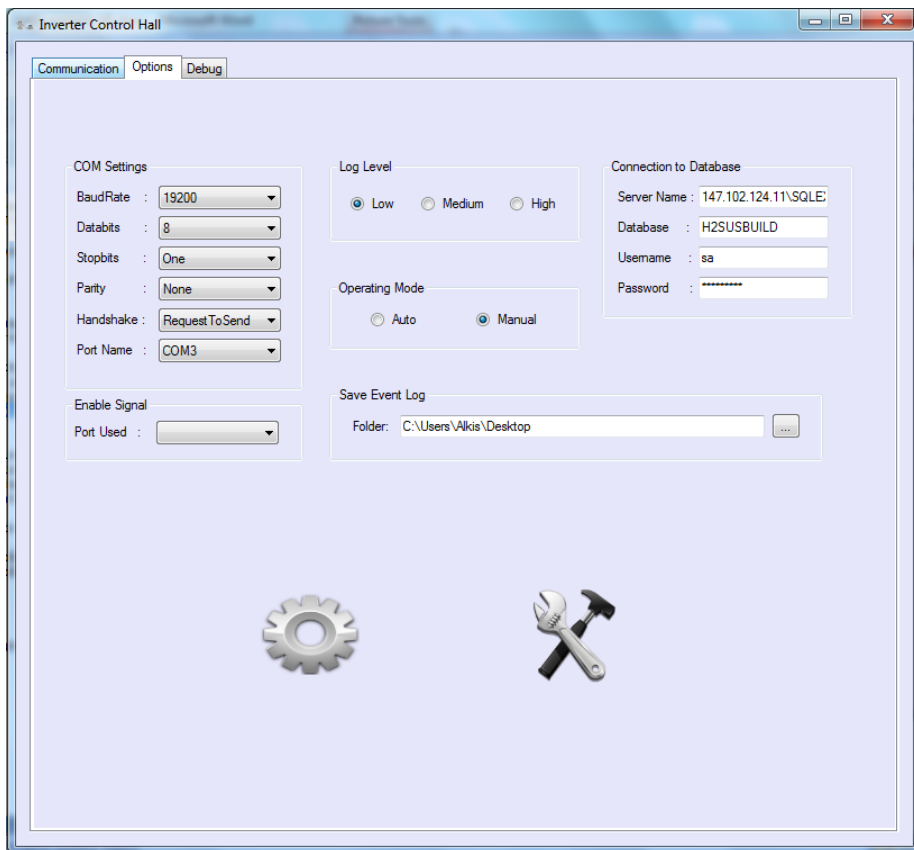 Inverter Control Hall
Communication Options Debug
COM Settings
BaudRate : 19200
Databits : 8
Stopbits : One
Parity : None
Handshake : RequestToSend
Port Name : COM3
Enable Signal
Port Used :
Log Level
Low Medium High
Operating Mode
Auto Manual
Save Event Log
Folder: C:\Users\Alkis\Desktop ...
Connection to Database
Server Name : 147.102.124.11\SQLE
Database : H2SUSBUILD
Username : sa
Password : *********